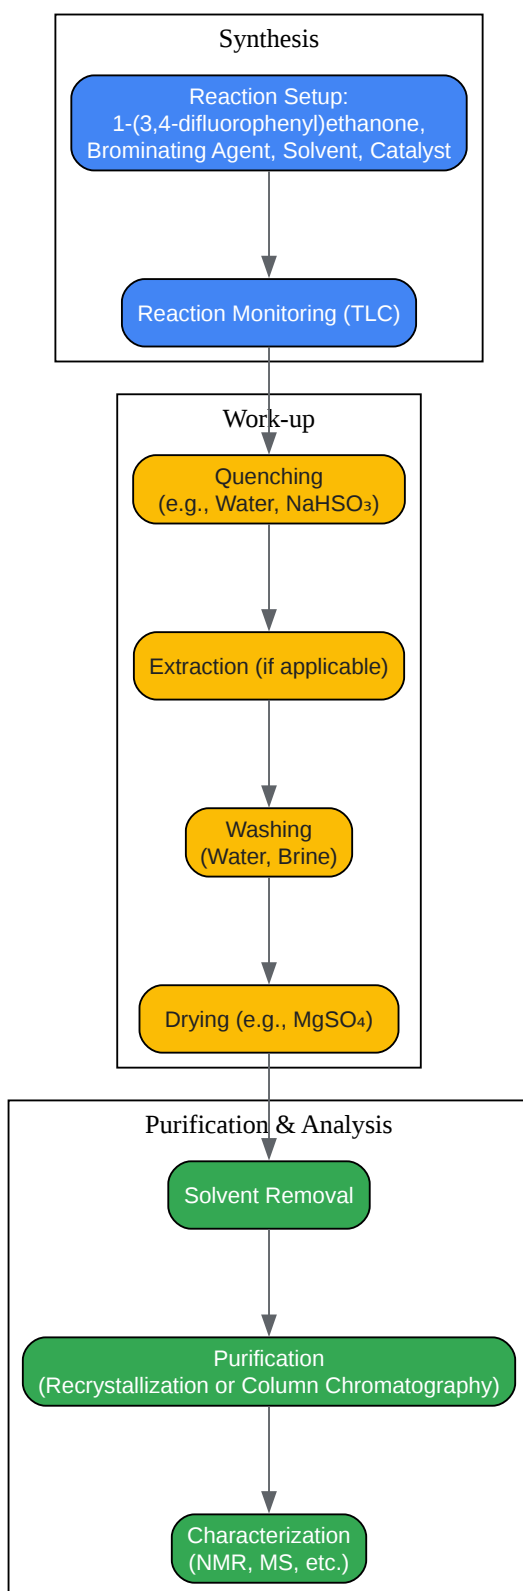 Synthesis
Reaction Setup:
1-(3,4-difluorophenyl)ethanone,
Brominating Agent, Solvent, Catalyst
Reaction Monitoring (TLC)
Work-up
Quenching
(e.g., Water, NaHSO₃)
Extraction (if applicable)
Washing
(Water, Brine)
Drying (e.g., MgSO₄)
Purification & Analysis
Solvent Removal
Purification
(Recrystallization or Column Chromatography)
Characterization
(NMR, MS, etc.)